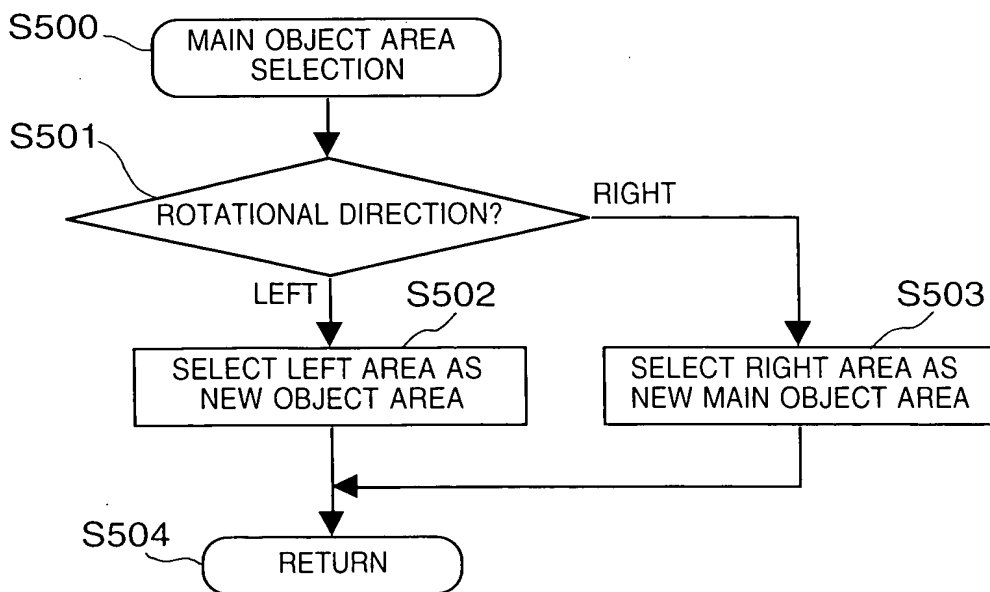 S500
MAIN OBJECT AREA
SELECTION
S501
ROTATIONAL DIRECTION?
RIGHT
LEFT
S502
S503
SELECT LEFT AREA AS
NEW OBJECT AREA
SELECT RIGHT AREA AS
NEW MAIN OBJECT AREA
S504
RETURN